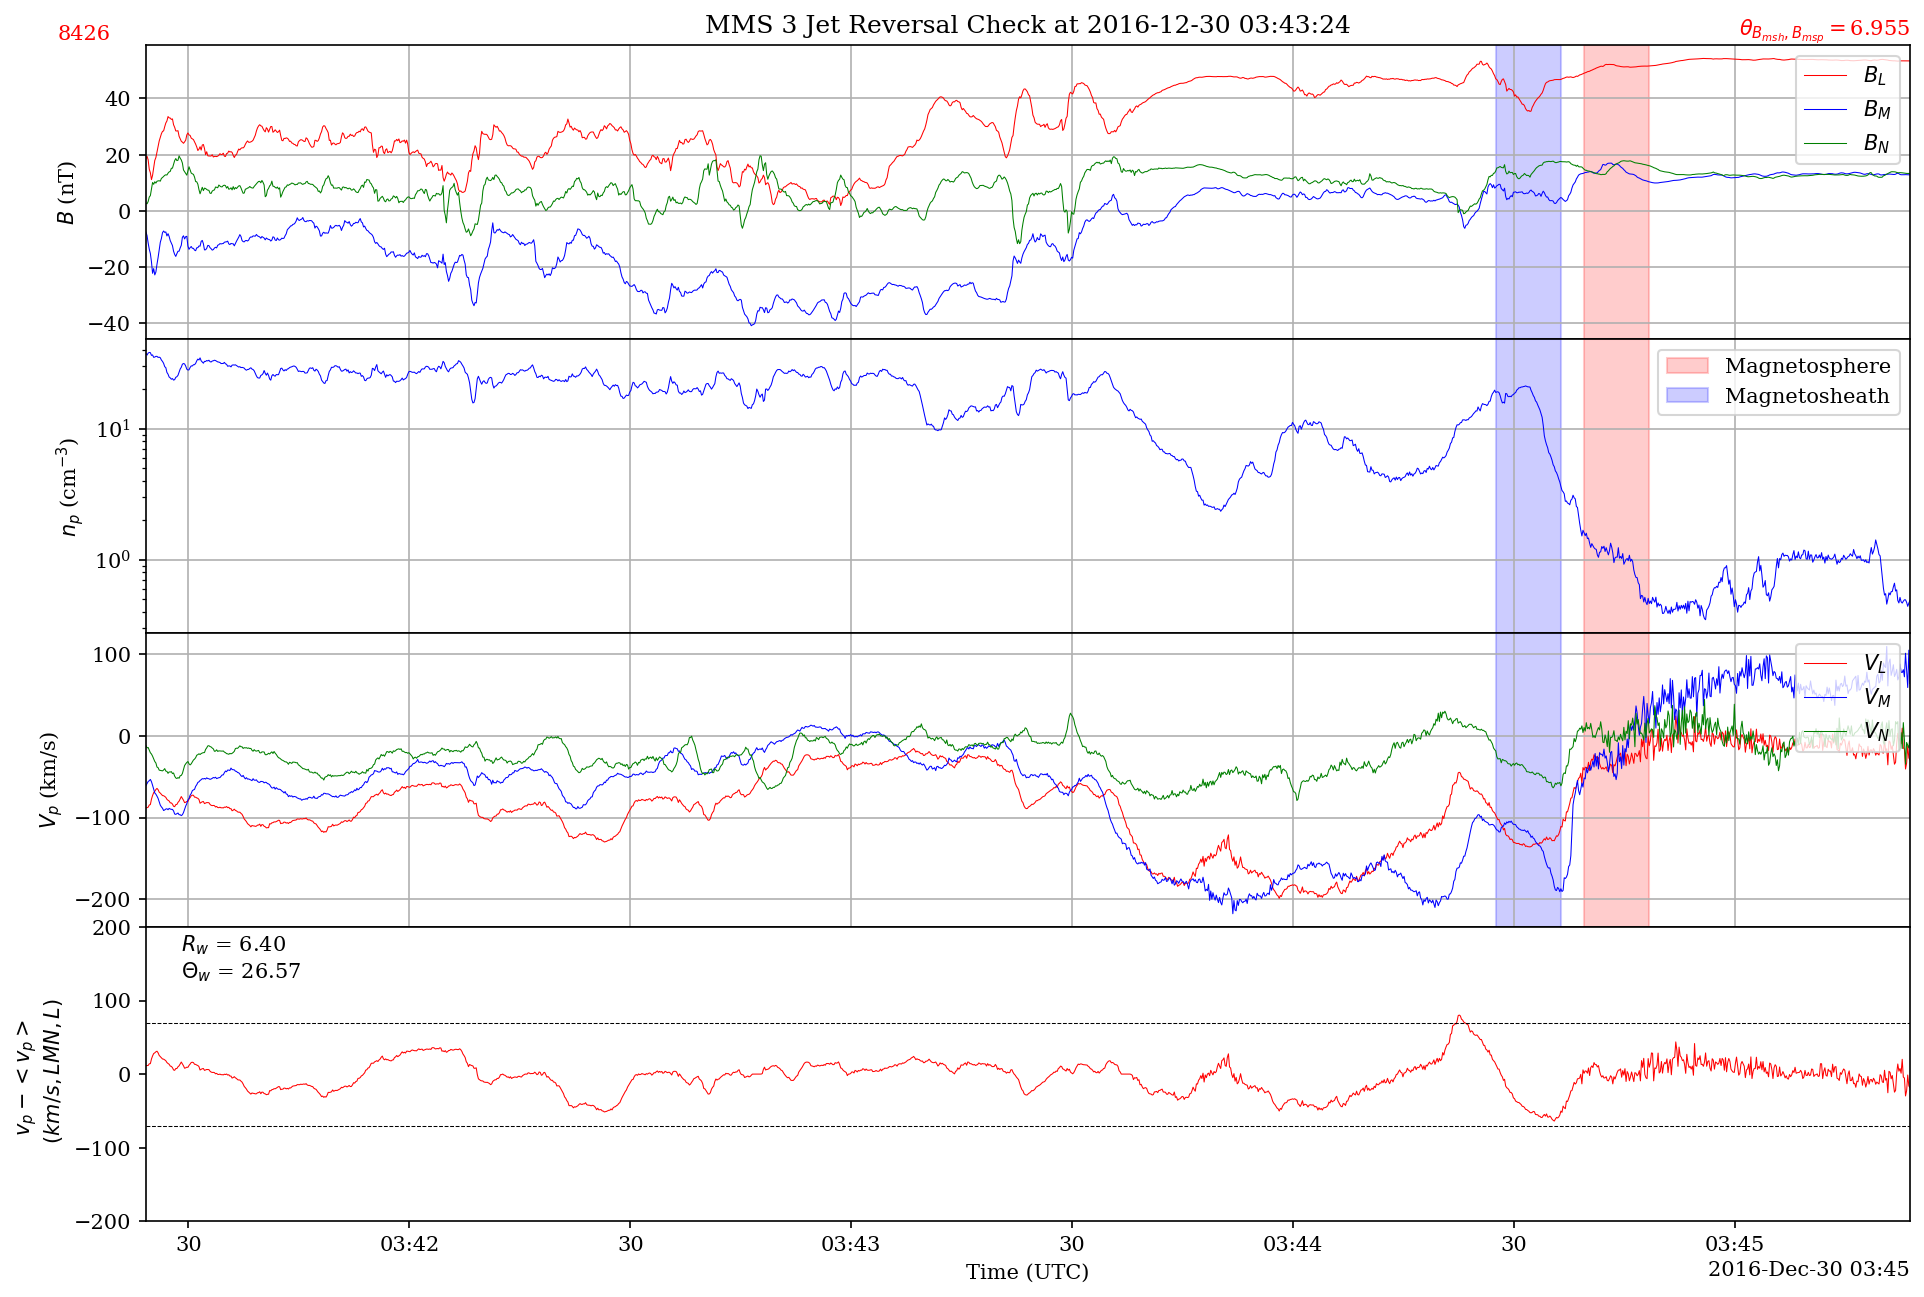 MMS 3 Jet Reversal Check at 2016-12-30 03:43:24
8426
θ_{B_{msh}, B_{msp}} = 6.955
B (nT)
40
20
0
−20
−40
B_L
B_M
B_N
n_p (cm^{−3})
10^1
10^0
Magnetosphere
Magnetosheath
V_p (km/s)
100
0
−100
−200
V_L
V_M
V_N
v_p − < v_p >
(km/s, LMN, L)
200
100
0
−100
−200
R_w = 6.40
Θ_w = 26.57
30
03:42
30
03:43
30
03:44
30
03:45
Time (UTC)
2016-Dec-30 03:45